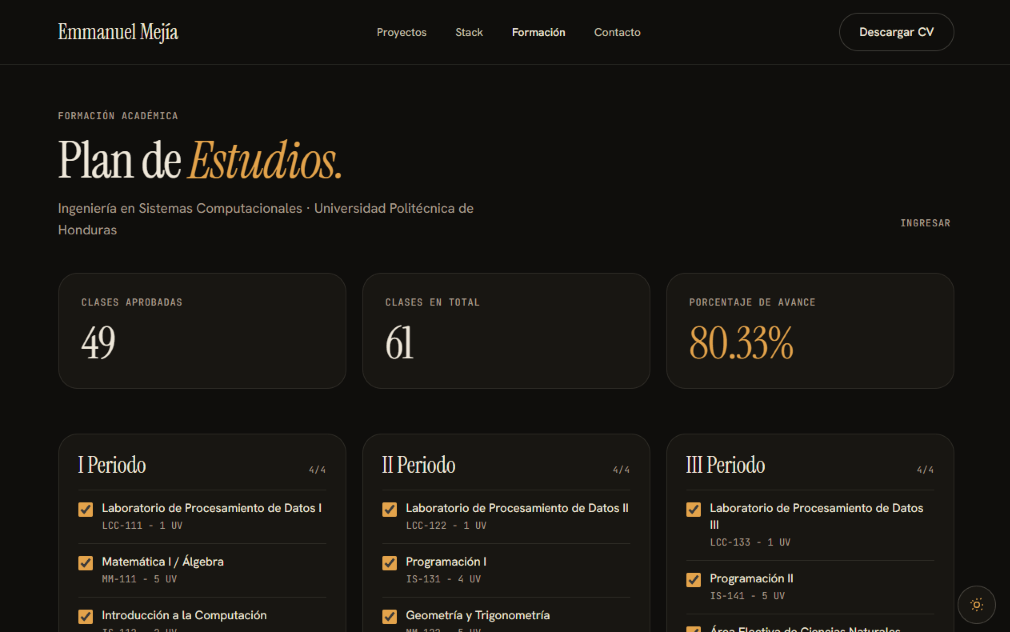 Emmanuel Mejía
Proyectos
Stack
Formación
Contacto
Descargar CV
FORMACIÓN ACADÉMICA
Plan de Estudios.
Ingeniería en Sistemas Computacionales · Universidad Politécnica de
Honduras
INGRESAR
CLASES APROBADAS
49
CLASES EN TOTAL
61
PORCENTAJE DE AVANCE
80.33%
I Periodo
4/4
Laboratorio de Procesamiento de Datos I
LCC-111 - 1 UV
Matemática I / Álgebra
MM-111 - 5 UV
Introducción a la Computación
II Periodo
4/4
Laboratorio de Procesamiento de Datos II
LCC-122 - 1 UV
Programación I
IS-131 - 4 UV
Geometría y Trigonometría
III Periodo
4/4
Laboratorio de Procesamiento de Datos
III
LCC-133 - 1 UV
Programación II
IS-141 - 5 UV
Área Electiva de Ciencias Naturales